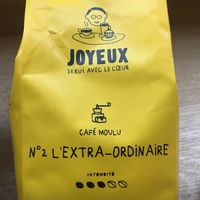 JOYEUX
SERVI AVEC LE CŒUR
CAFÉ MOULU
N°2 L'EXTRA-ORDINAIRE
INTENSITÉ